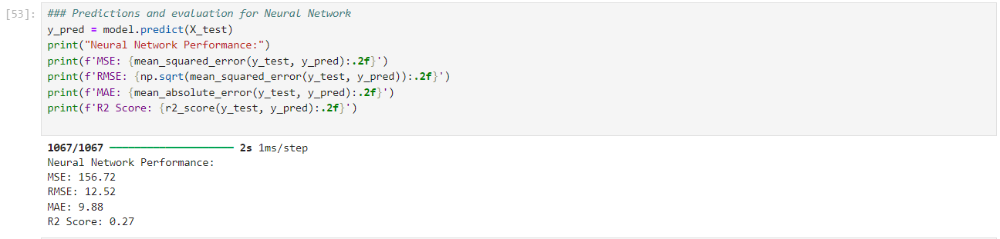 [53]: ### Predictions and evaluation for Neural Network
y_pred = model.predict(X_test)
print("Neural Network Performance:")
print(f'MSE: {mean_squared_error(y_test, y_pred):.2f}')
print(f'RMSE: {np.sqrt(mean_squared_error(y_test, y_pred)):.2f}')
print(f'MAE: {mean_absolute_error(y_test, y_pred):.2f}')
print(f'R2 Score: {r2_score(y_test, y_pred):.2f}')
1067/1067 ━━━━━━━━━━━━━━━━━━━━ 2s 1ms/step
Neural Network Performance:
MSE: 156.72
RMSE: 12.52
MAE: 9.88
R2 Score: 0.27